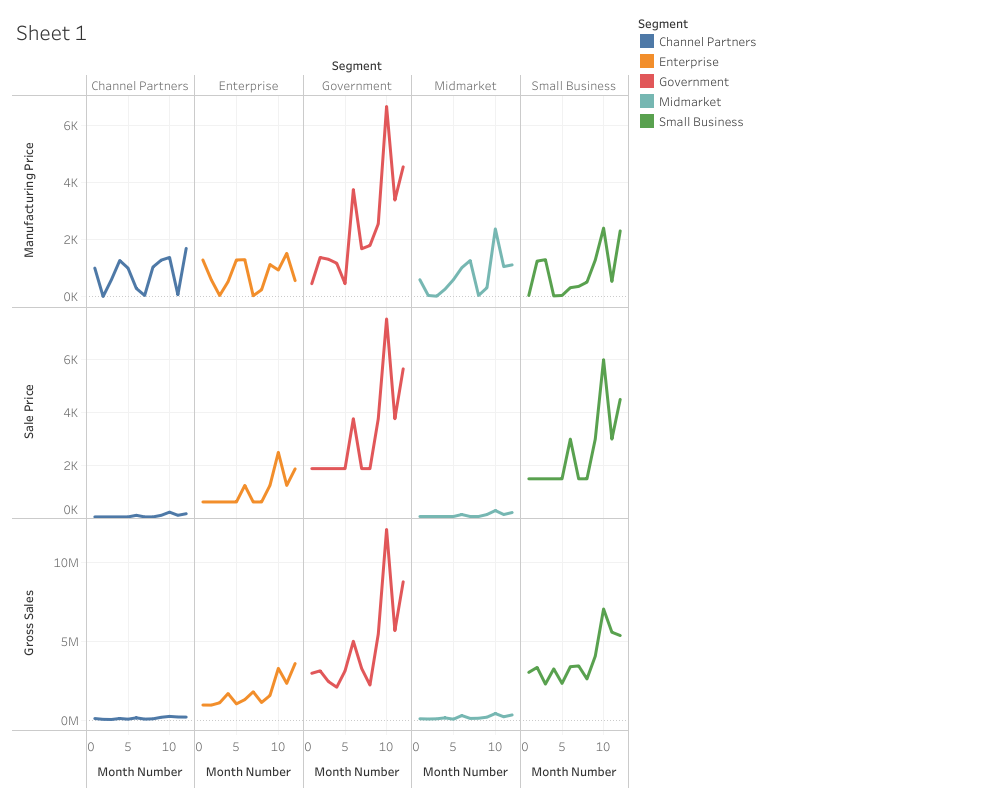 Sheet 1
Segment
Channel Partners
Enterprise
Government
Midmarket
Small Business
Segment
Channel Partners Enterprise Government Midmarket Small Business
Manufacturing Price
6K
4K
2K
0K
Sale Price
6K
4K
2K
0K
Gross Sales
10M
5M
0M
0 5 10 0 5 10 0 5 10 0 5 10 0 5 10
Month Number Month Number Month Number Month Number Month Number